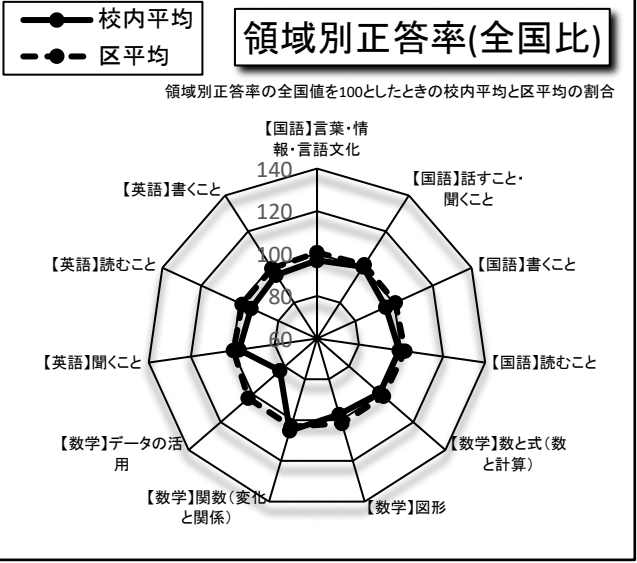 校内平均
区平均
領域別正答率(全国比)
領域別正答率の全国値を100としたときの校内平均と区平均の割合
【国語】言葉・情
報・言語文化
【国語】話すこと・
聞くこと
【国語】書くこと
【国語】読むこと
【数学】数と式（数
と計算）
【数学】図形
【数学】関数（変化
と関係）
【数学】データの活
用
【英語】聞くこと
【英語】読むこと
【英語】書くこと
140
120
100
80
60